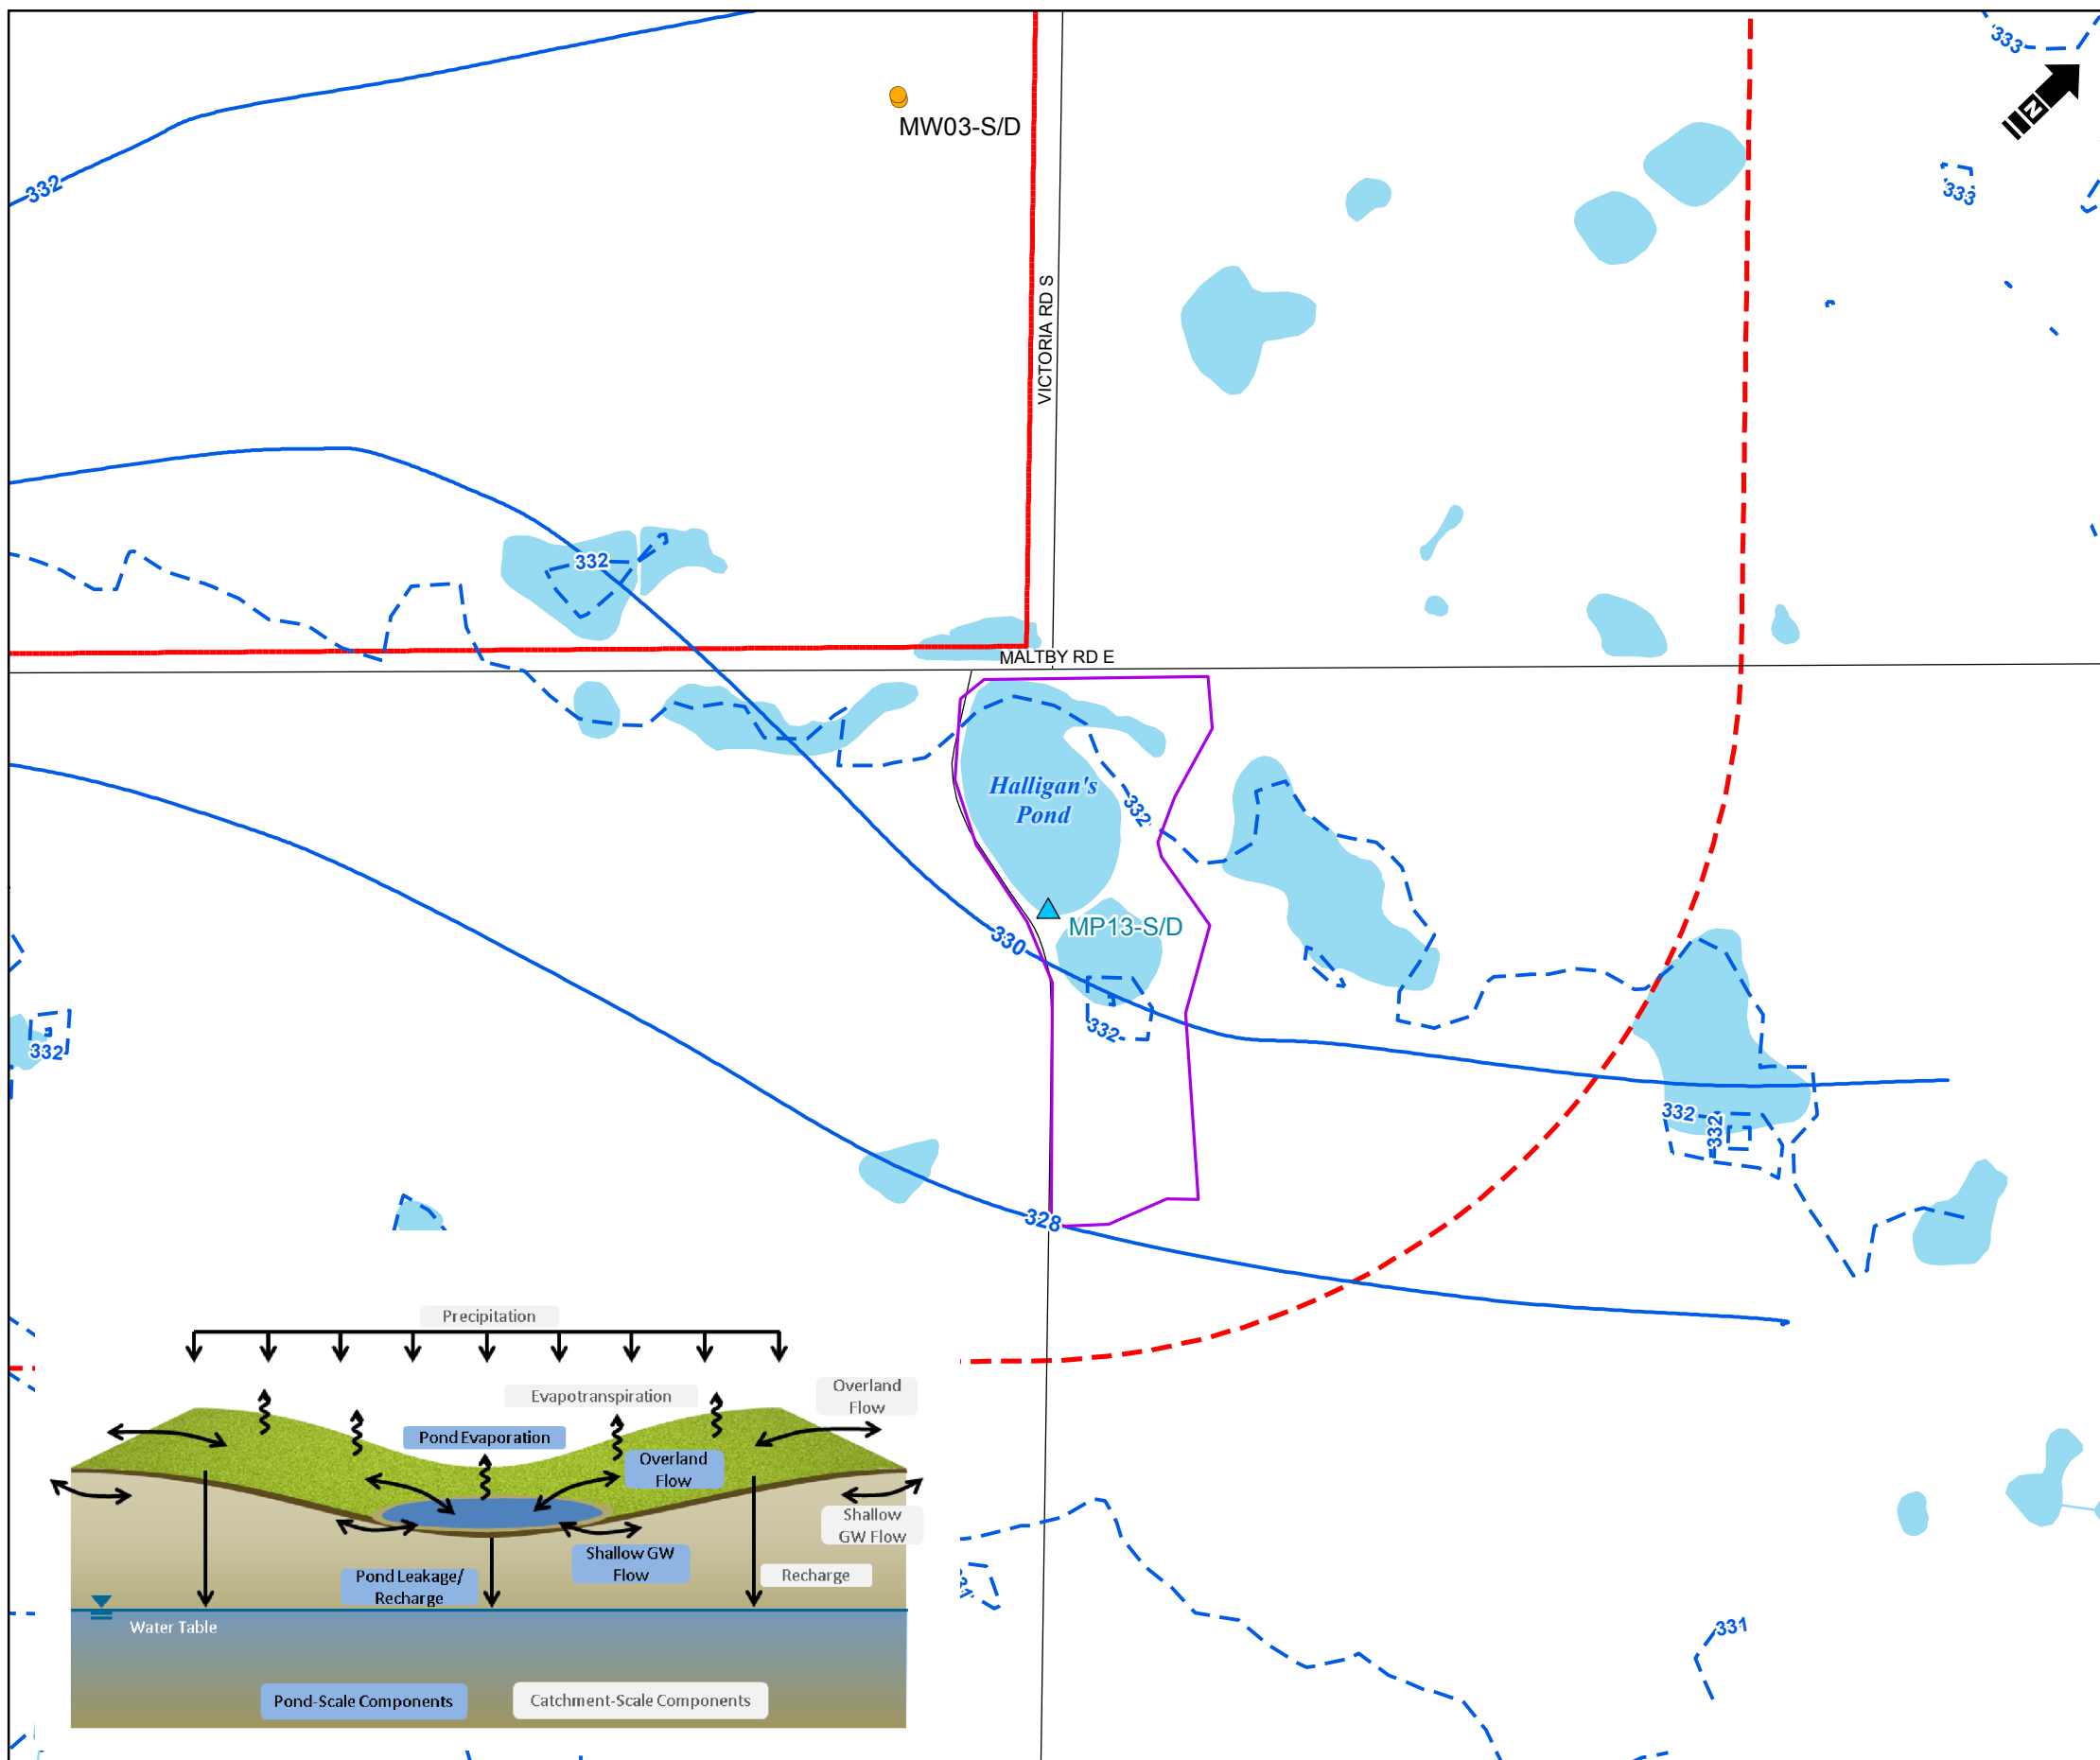 333
N
MW03-S/D
332
333
VICTORIA RD S
332
MALTBY RD E
Halligan's
Pond
332
MP13-S/D
330
332
332
332
332
328
Precipitation
Evapotranspiration
Overland
Flow
Pond Evaporation
Overland
Flow
Shallow
GW Flow
Shallow GW
Flow
Pond Leakage/
Recharge
Recharge
Water Table
331
Pond-Scale Components
Catchment-Scale Components